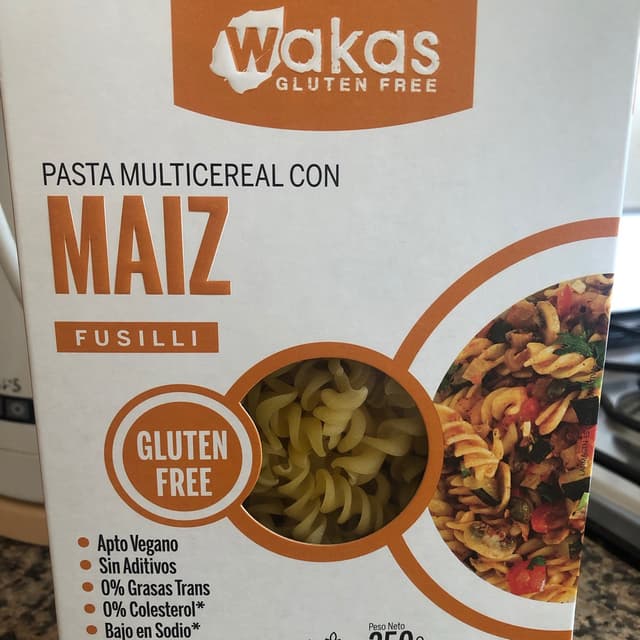 wakas
GLUTEN FREE
PASTA MULTICEREAL CON
MAIZ
FUSILLI
GLUTEN
FREE
Apto Vegano
Sin Aditivos
0% Grasas Trans
0% Colesterol*
Bajo en Sodio*
Peso Neto